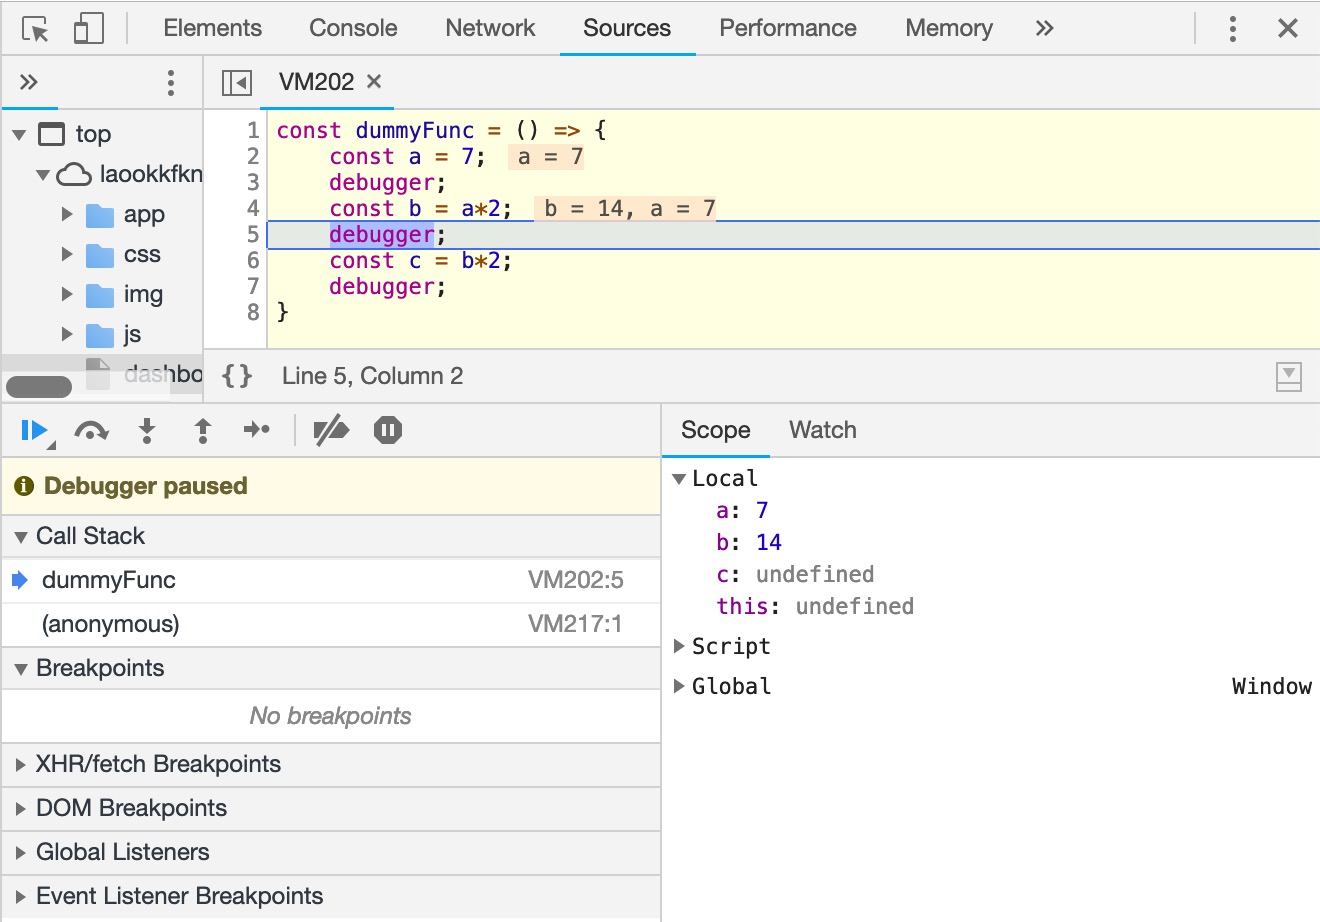 Elements Console Network Sources Performance Memory
VM202
top
laookkfkn
app
css
img
js
1 const dummyFunc = () => {
2 const a = 7; a = 7
3 debugger;
4 const b = a*2; b = 14, a = 7
5 debugger;
6 const c = b*2;
7 debugger;
8 }
dashbo
{} Line 5, Column 2
Debugger paused
Call Stack
dummyFunc VM202:5
(anonymous) VM217:1
Breakpoints
No breakpoints
XHR/fetch Breakpoints
DOM Breakpoints
Global Listeners
Event Listener Breakpoints
Scope Watch
Local
a: 7
b: 14
c: undefined
this: undefined
Script
Global Window